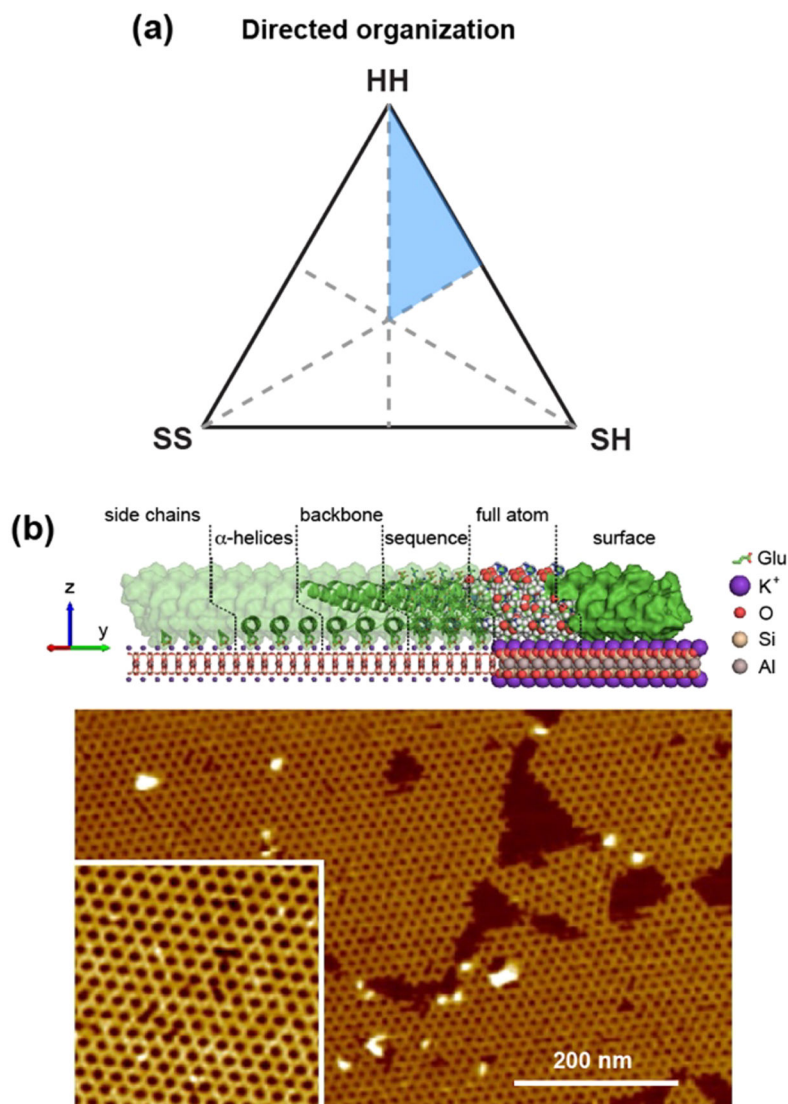 (a) Directed organization
HH
SS
SH
(b)
side chains
α-helices
backbone
sequence
full atom
surface
z
y
Glu
K⁺
O
Si
Al
200 nm